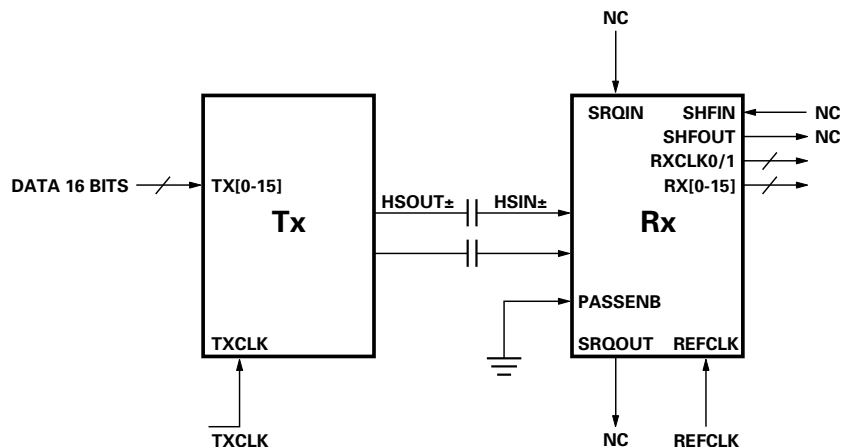 NC
SRQIN
SHFIN
NC
SHFOUT
NC
RXCLK0/1
DATA 16 BITS
TX[0-15]
RX[0-15]
HSOUT±
HSIN±
Tx
Rx
PASSENB
TXCLK
SRQOUT
REFCLK
TXCLK
NC
REFCLK